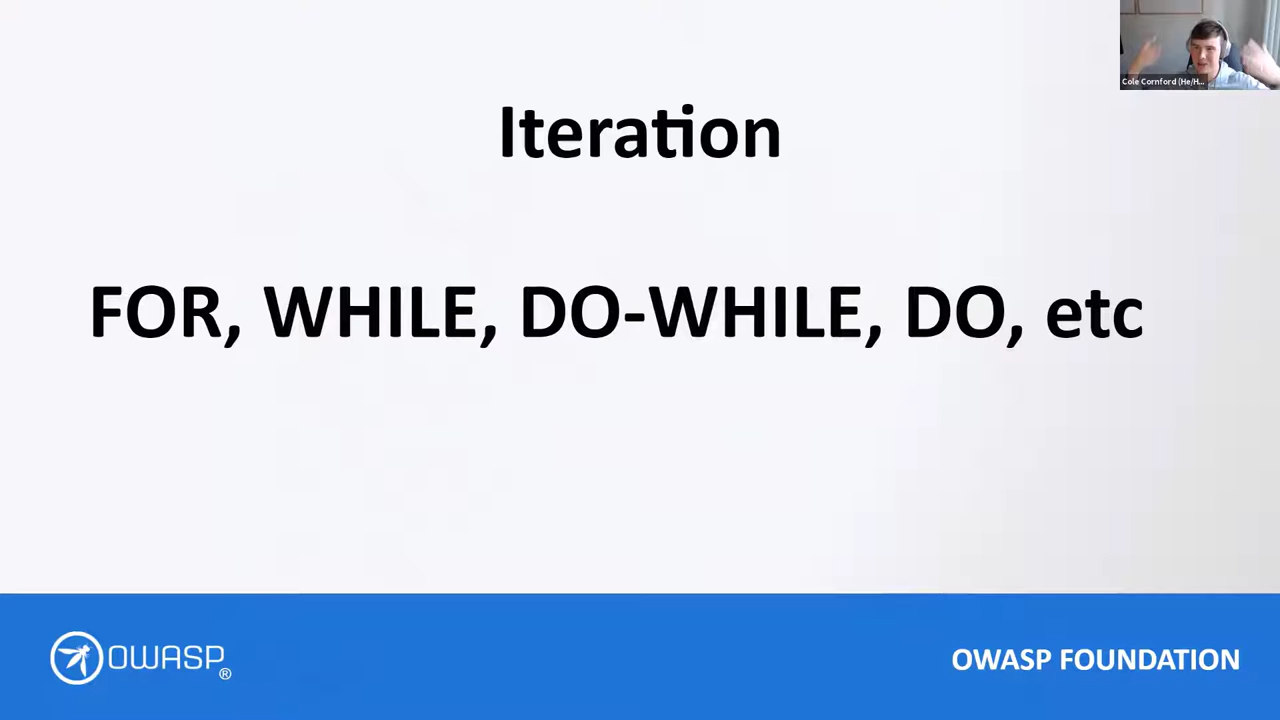 Cole Cornford (He/H...
Iteration
FOR, WHILE, DO-WHILE, DO, etc
OWASP®
OWASP FOUNDATION